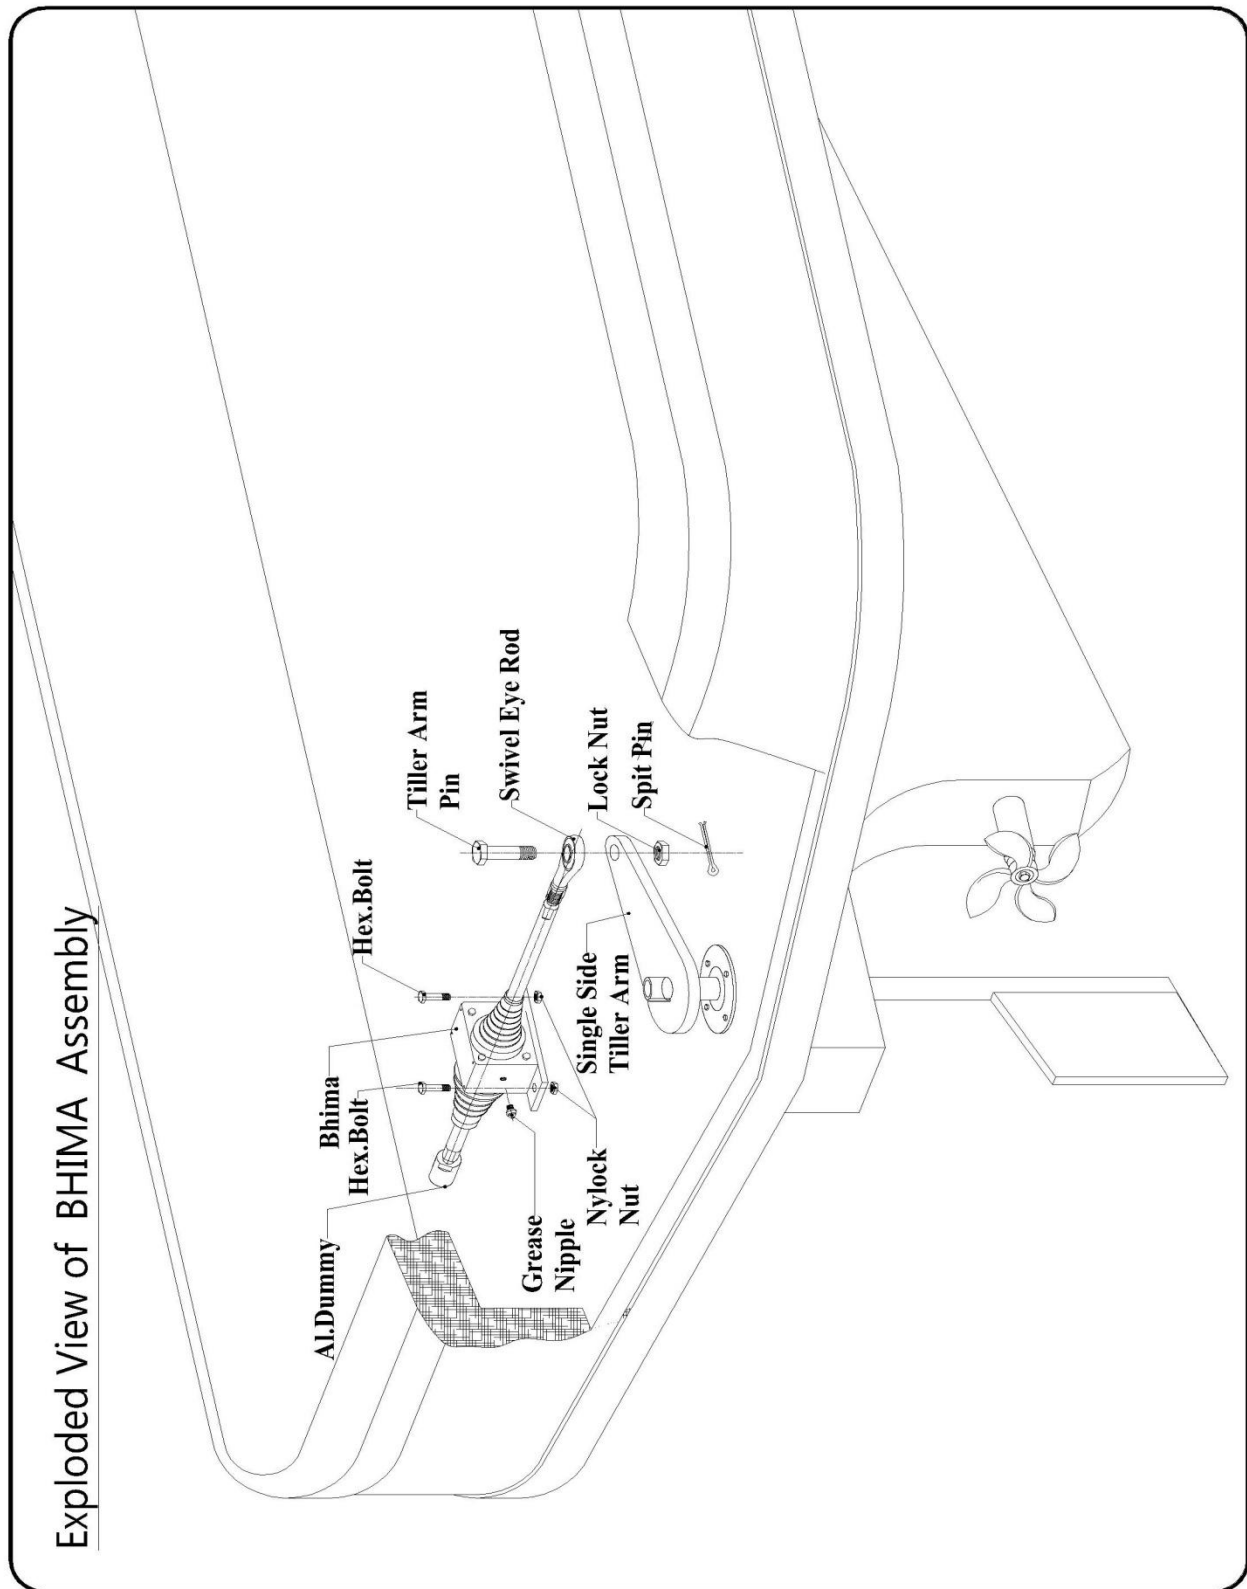 Exploded View of BHIMA Assembly
Al.Dummy
Bhima
Hex.Bolt
Hex.Bolt
Tiller Arm
Pin
Swivel Eye Rod
Grease
Nipple
Nylock
Nut
Single Side
Tiller Arm
Lock Nut
Spit Pin